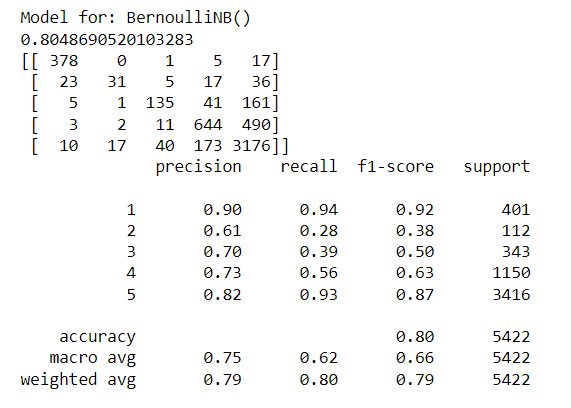 Model for: BernoulliNB()
0.8048690520103283
[[ 378    0    1    5   17]
 [  23   31    5   17   36]
 [   5    1  135   41  161]
 [   3    2   11  644  490]
 [  10   17   40  173 3176]]
              precision    recall  f1-score   support

           1       0.90      0.94      0.92       401
           2       0.61      0.28      0.38       112
           3       0.70      0.39      0.50       343
           4       0.73      0.56      0.63      1150
           5       0.82      0.93      0.87      3416

    accuracy                           0.80      5422
   macro avg       0.75      0.62      0.66      5422
weighted avg       0.79      0.80      0.79      5422